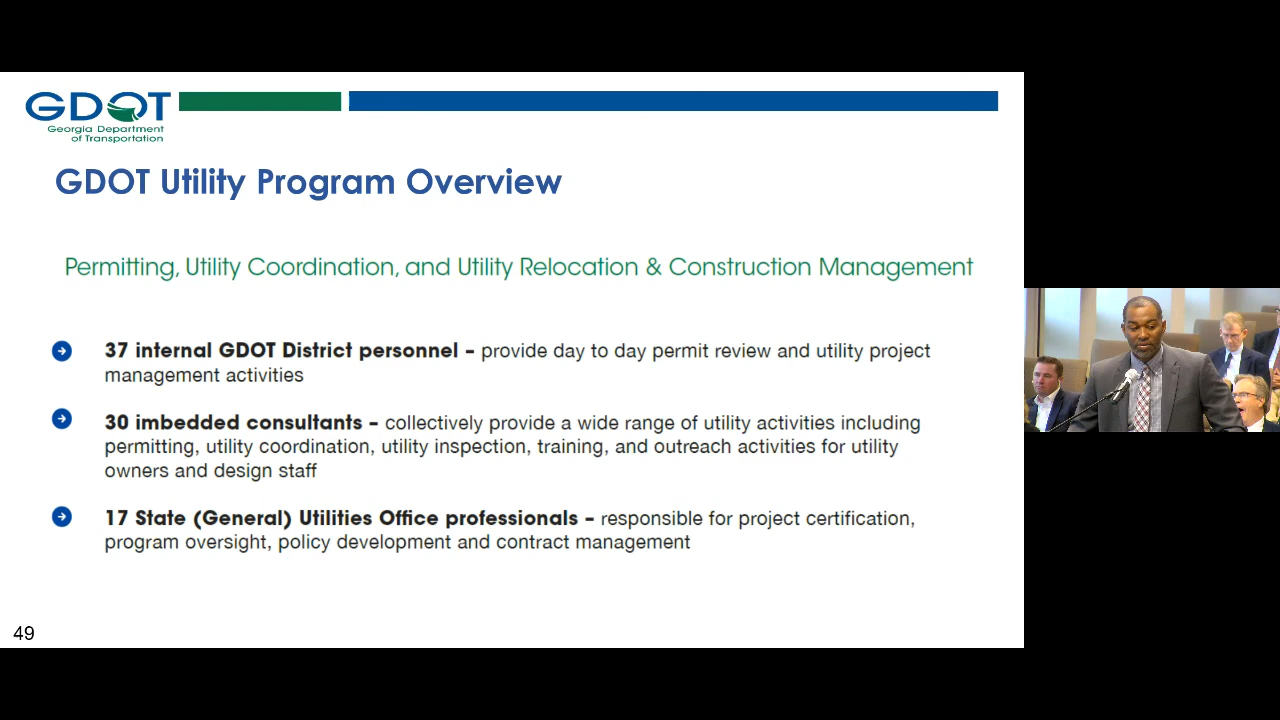 GDOT
Georgia Department
of Transportation
GDOT Utility Program Overview
Permitting, Utility Coordination, and Utility Relocation & Construction Management
37 internal GDOT District personnel – provide day to day permit review and utility project
management activities
30 imbedded consultants – collectively provide a wide range of utility activities including
permitting, utility coordination, utility inspection, training, and outreach activities for utility
owners and design staff
17 State (General) Utilities Office professionals – responsible for project certification,
program oversight, policy development and contract management
49